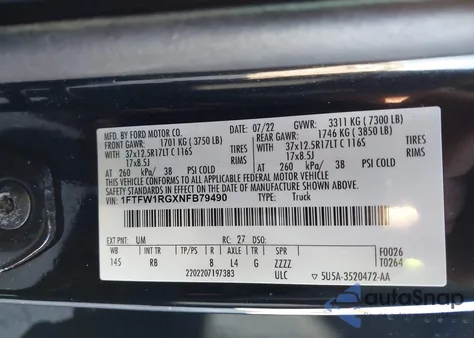 MFD. BY FORD MOTOR CO. 07/22 GVWR: 3311 KG (7300 LB)
FRONT GAWR: 1701 KG (3750 LB) REAR GAWR: 1746 KG (3850 LB)
WITH 37x12.5R17LT C 116S TIRES WITH 37x12.5R17LT C 116S TIRES
17x8.5J RIMS 17x8.5J RIMS
AT 260 kPa/ 38 PSI COLD AT 260 kPa/ 38 PSI COLD
THIS VEHICLE CONFORMS TO ALL APPLICABLE FEDERAL MOTOR VEHICLE
SAFETY STANDARDS IN EFFECT ON THE DATE OF MANUFACTURE SHOWN ABOVE.
VIN: 1FTFW1RGXNFB79490 TYPE: Truck
EXT PNT: UM RC: 27 DSO:
WB INT TR TP/PS R AXLE TR SPR F0026
145 RB 8 L4 G ZZZZ T0264
2202207197383 ULC 5U5A-3520472-AA
autoSnap